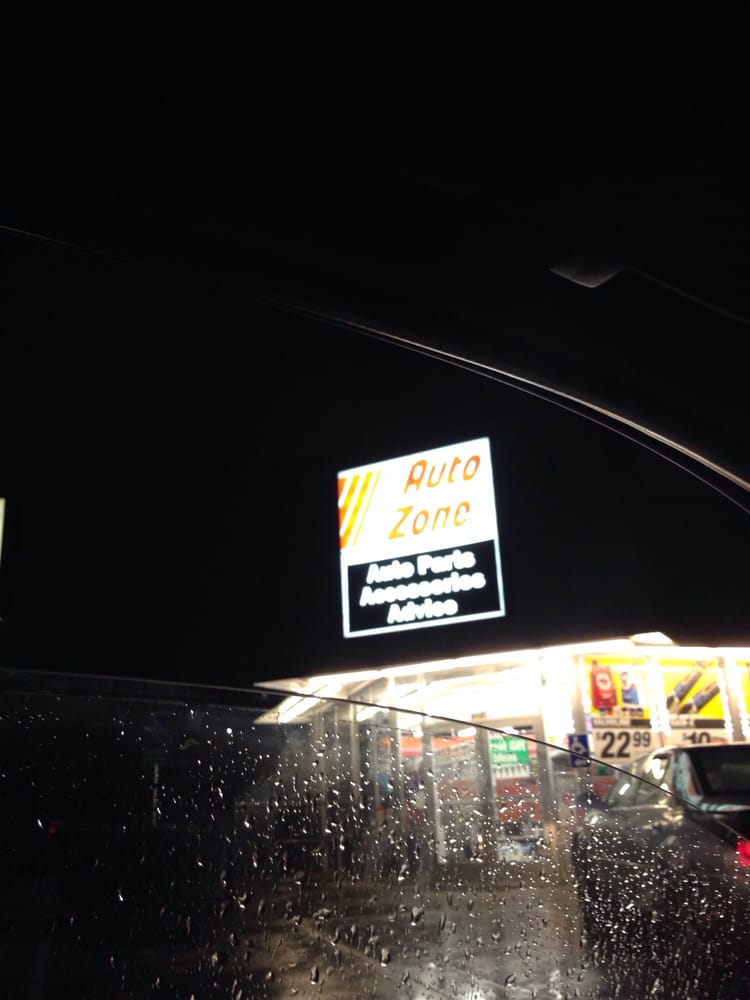 Auto
Zone
Auto Parts
Accessories
Advice
$22.99